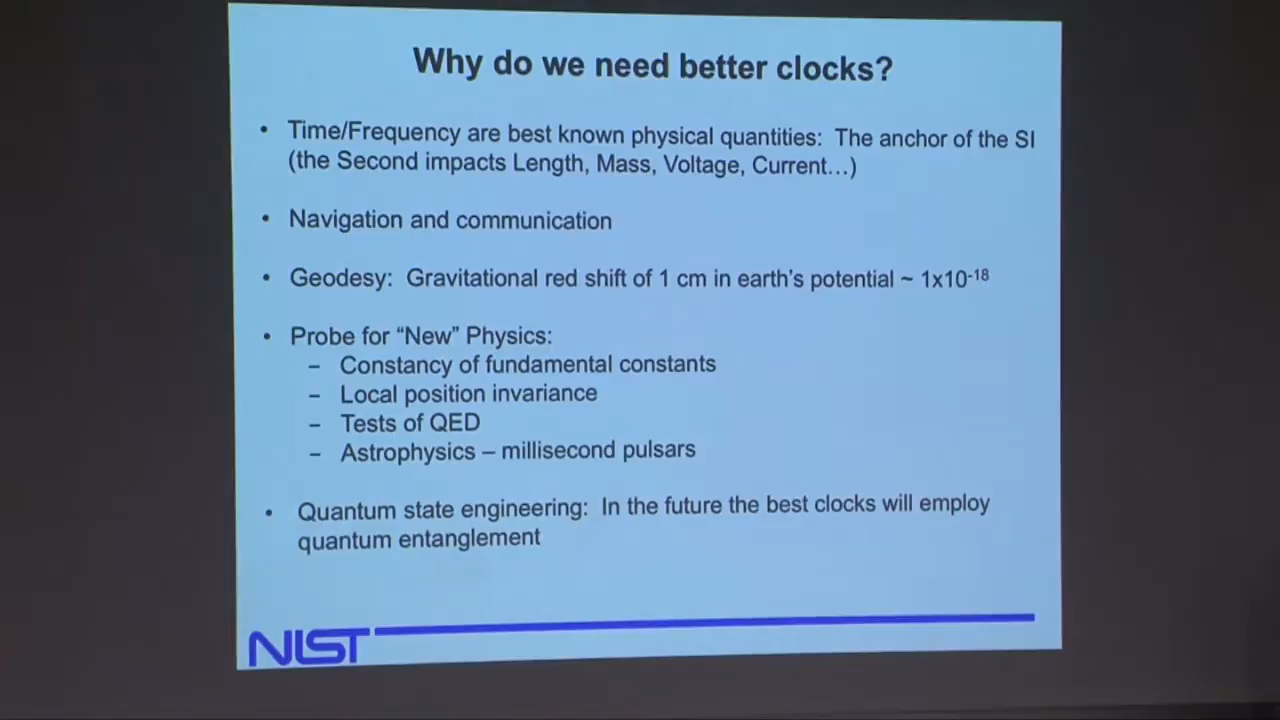 Why do we need better clocks?
• Time/Frequency are best known physical quantities: The anchor of the SI
(the Second impacts Length, Mass, Voltage, Current…)
• Navigation and communication
• Geodesy: Gravitational red shift of 1 cm in earth's potential ~ 1x10⁻¹⁸
• Probe for “New” Physics:
– Constancy of fundamental constants
– Local position invariance
– Tests of QED
– Astrophysics – millisecond pulsars
• Quantum state engineering: In the future the best clocks will employ
quantum entanglement
NIST